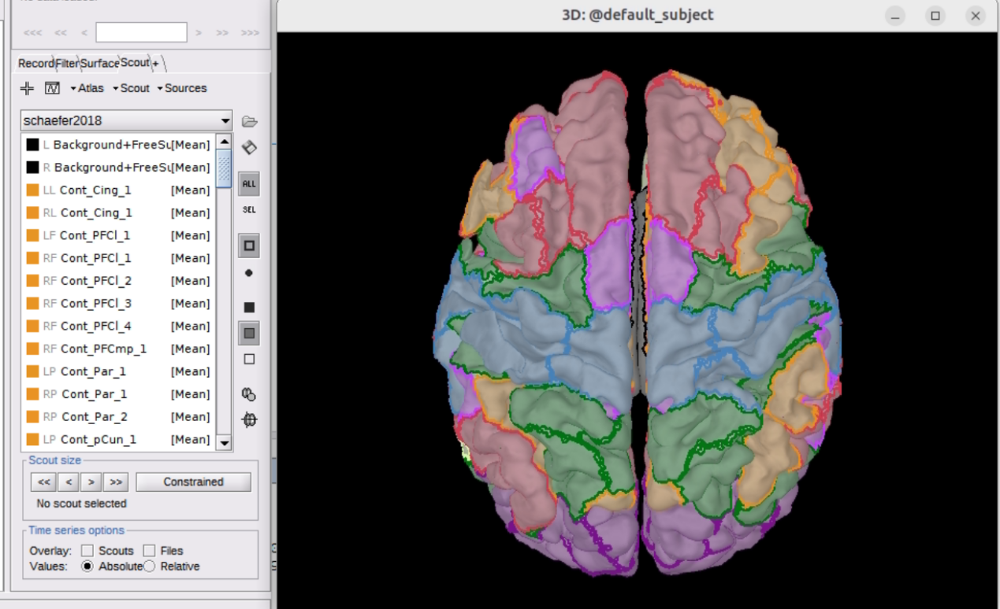 3D: @default_subject
<<< << < > >> >>>
Record Filter Surface Scout +
Atlas Scout Sources
schaefer2018
L Background+FreeSu[Mean]
R Background+FreeSu[Mean]
LL Cont_Cing_1 [Mean]
RL Cont_Cing_1 [Mean]
LF Cont_PFCl_1 [Mean]
RF Cont_PFCl_1 [Mean]
RF Cont_PFCl_2 [Mean]
RF Cont_PFCl_3 [Mean]
RF Cont_PFCl_4 [Mean]
RF Cont_PFCmp_1 [Mean]
LP Cont_Par_1 [Mean]
RP Cont_Par_1 [Mean]
RP Cont_Par_2 [Mean]
LP Cont_pCun_1 [Mean]
ALL
SEL
Scout size
<< < > >> Constrained
No scout selected
Time series options
Overlay: Scouts Files
Values: Absolute Relative